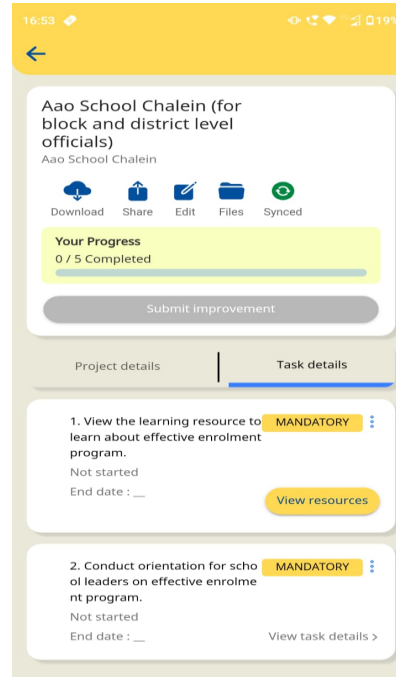 16:53
19%
Aao School Chalein (for
block and district level
officials)
Aao School Chalein
Download Share Edit Files Synced
Your Progress
0 / 5 Completed
Submit improvement
Project details Task details
1. View the learning resource to MANDATORY
learn about effective enrolment
program.
Not started
End date : __
View resources
2. Conduct orientation for scho MANDATORY
ol leaders on effective enrolme
nt program.
Not started
End date : __ View task details >